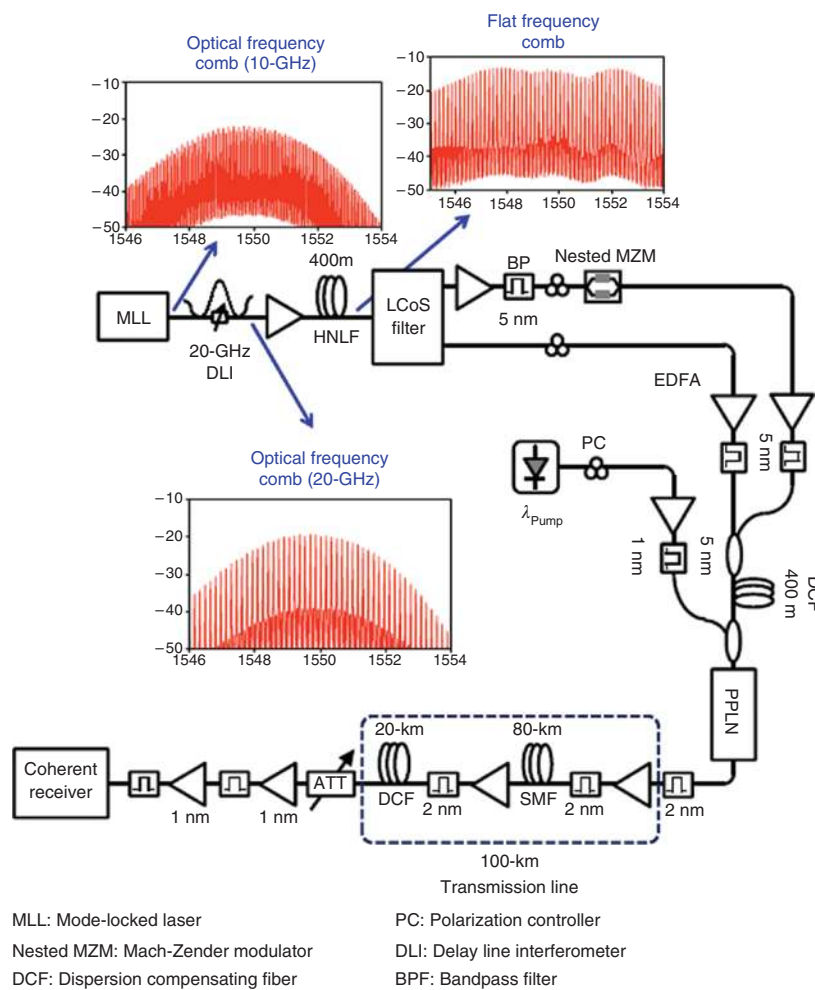 Optical frequency
comb (10-GHz)
Flat frequency
comb
−10
−20
−30
−40
−50
1546 1548 1550 1552 1554
−10
−20
−30
−40
−50
1546 1548 1550 1552 1554
400m
BP
Nested MZM
MLL
20-GHz
DLI
HNLF
LCoS
filter
5 nm
EDFA
5 nm
PC
λPump
1 nm
5 nm
DCF
400 m
Optical frequency
comb (20-GHz)
−10
−20
−30
−40
−50
1546 1548 1550 1552 1554
PPLN
20-km
80-km
Coherent
receiver
1 nm
1 nm
ATT
DCF
2 nm
SMF
2 nm
2 nm
100-km
Transmission line
MLL: Mode-locked laser
PC: Polarization controller
Nested MZM: Mach-Zender modulator
DLI: Delay line interferometer
DCF: Dispersion compensating fiber
BPF: Bandpass filter